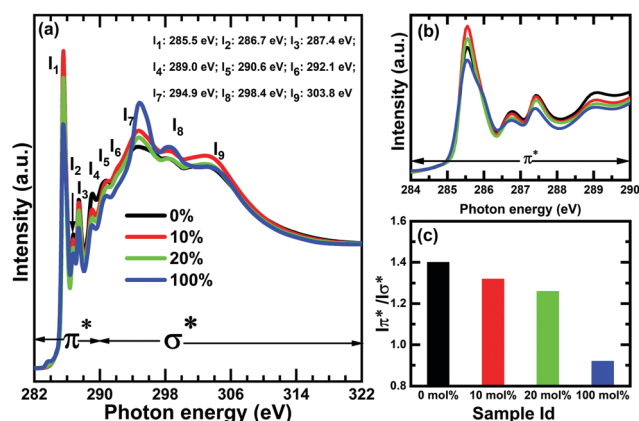 (a)
I1: 285.5 eV; I2: 286.7 eV; I3: 287.4 eV;
I4: 289.0 eV; I5: 290.6 eV; I6: 292.1 eV;
I7: 294.9 eV; I8: 298.4 eV; I9: 303.8 eV
I1
I2
I3
I4
I5
I6
I7
I8
I9
0%
10%
20%
100%
π*
σ*
Intensity (a.u.)
282 290 298 306 314 322
Photon energy (eV)
(b)
Intensity (a.u.)
π*
284 285 286 287 288 289 290
Photon energy (eV)
(c)
Iπ*/Iσ*
1.6
1.4
1.2
1.0
0.8
0 mol% 10 mol% 20 mol% 100 mol%
Sample Id